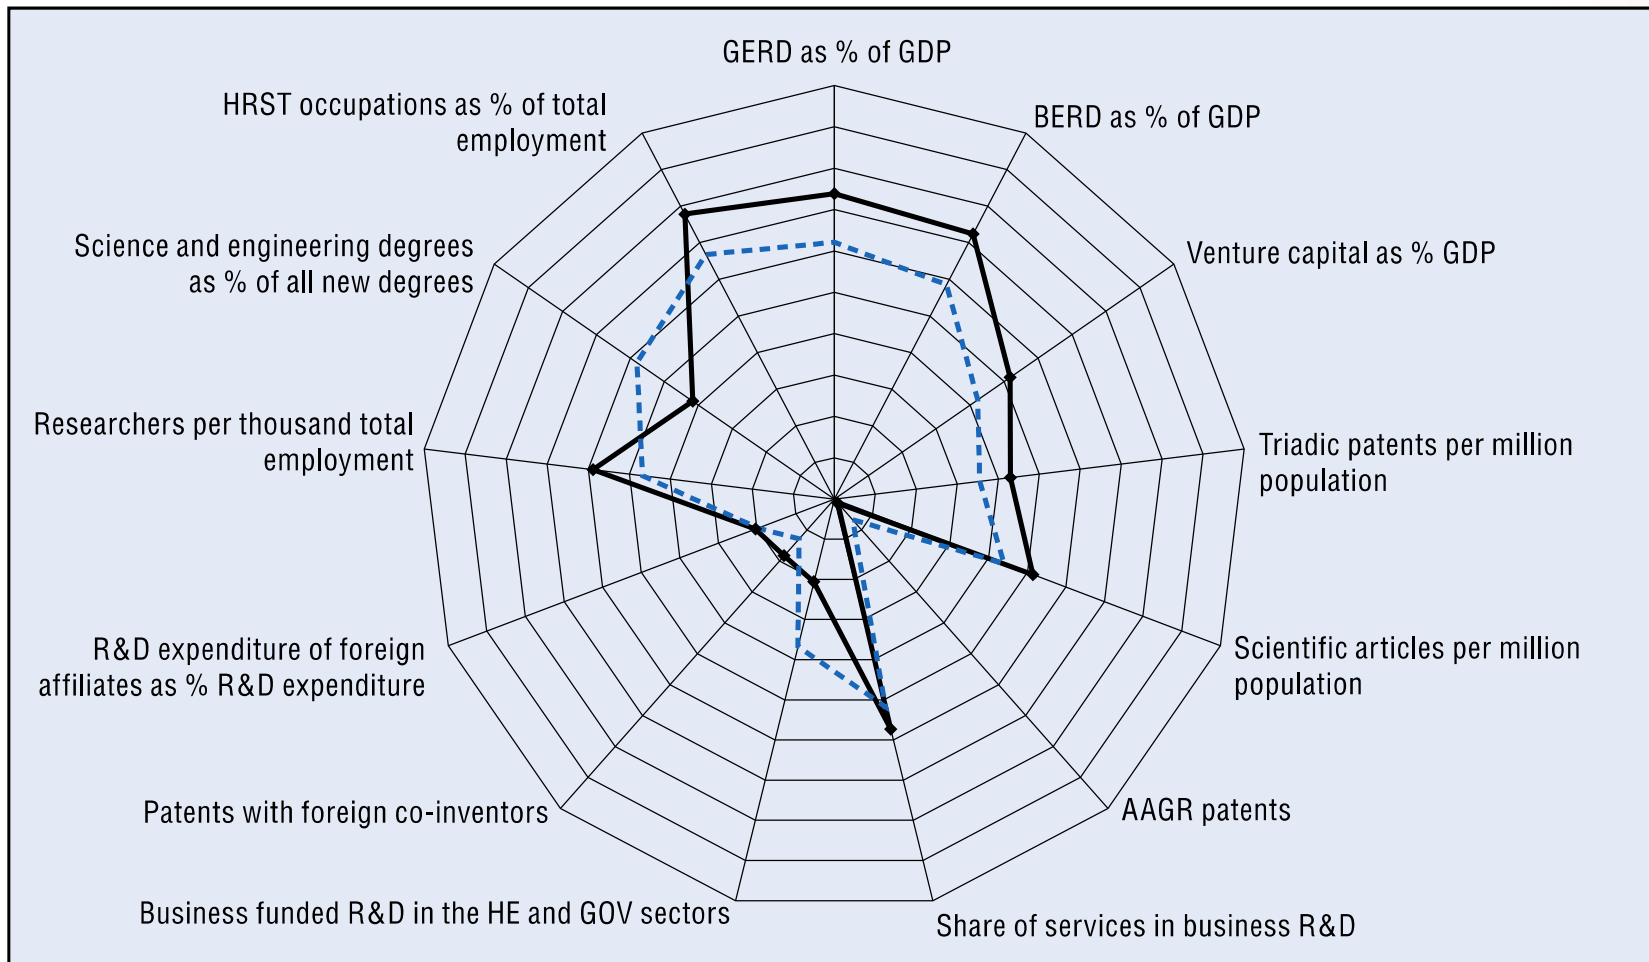 GERD as % of GDP
BERD as % of GDP
Venture capital as % GDP
Triadic patents per million
population
Scientific articles per million
population
AAGR patents
Share of services in business R&D
Business funded R&D in the HE and GOV sectors
Patents with foreign co-inventors
R&D expenditure of foreign
affiliates as % R&D expenditure
Researchers per thousand total
employment
Science and engineering degrees
as % of all new degrees
HRST occupations as % of total
employment